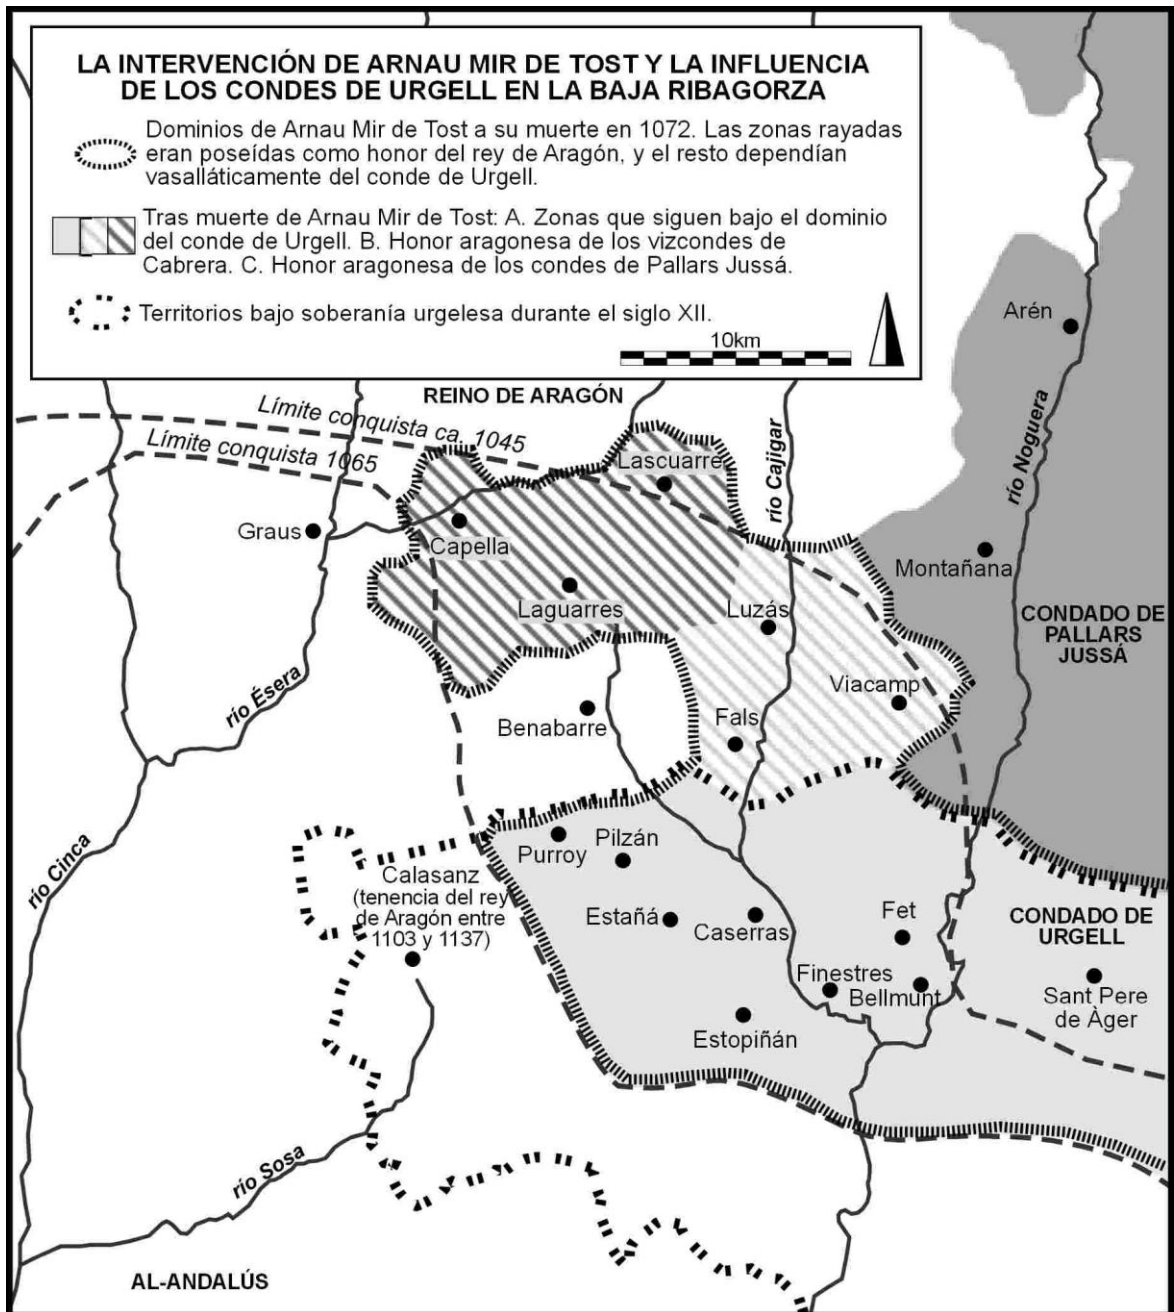 LA INTERVENCIÓN DE ARNAU MIR DE TOST Y LA INFLUENCIA
DE LOS CONDES DE URGELL EN LA BAJA RIBAGORZA
Dominios de Arnau Mir de Tost a su muerte en 1072. Las zonas rayadas
eran poseídas como honor del rey de Aragón, y el resto dependían
vasalláticamente del conde de Urgell.
Tras muerte de Arnau Mir de Tost: A. Zonas que siguen bajo el dominio
del conde de Urgell. B. Honor aragonesa de los vizcondes de
Cabrera. C. Honor aragonesa de los condes de Pallars Jussá.
Territorios bajo soberanía urgelesa durante el siglo XII.
10km
Arén
REINO DE ARAGÓN
Límite conquista ca. 1045
Límite conquista 1065
río Cajigar
río Noguera
Lascuarre
Graus
Capella
Montañana
Laguarres
Luzás
CONDADO DE
PALLARS
JUSSÁ
Viacamp
río Ésera
Benabarre
Fals
río Cinca
Purroy
Pilzán
Calasanz
(tenencia del rey
de Aragón entre
1103 y 1137)
Estañá
Caserras
Fet
CONDADO DE
URGELL
Finestres
Bellmunt
Sant Pere
de Àger
Estopiñán
río Sosa
AL-ANDALÚS